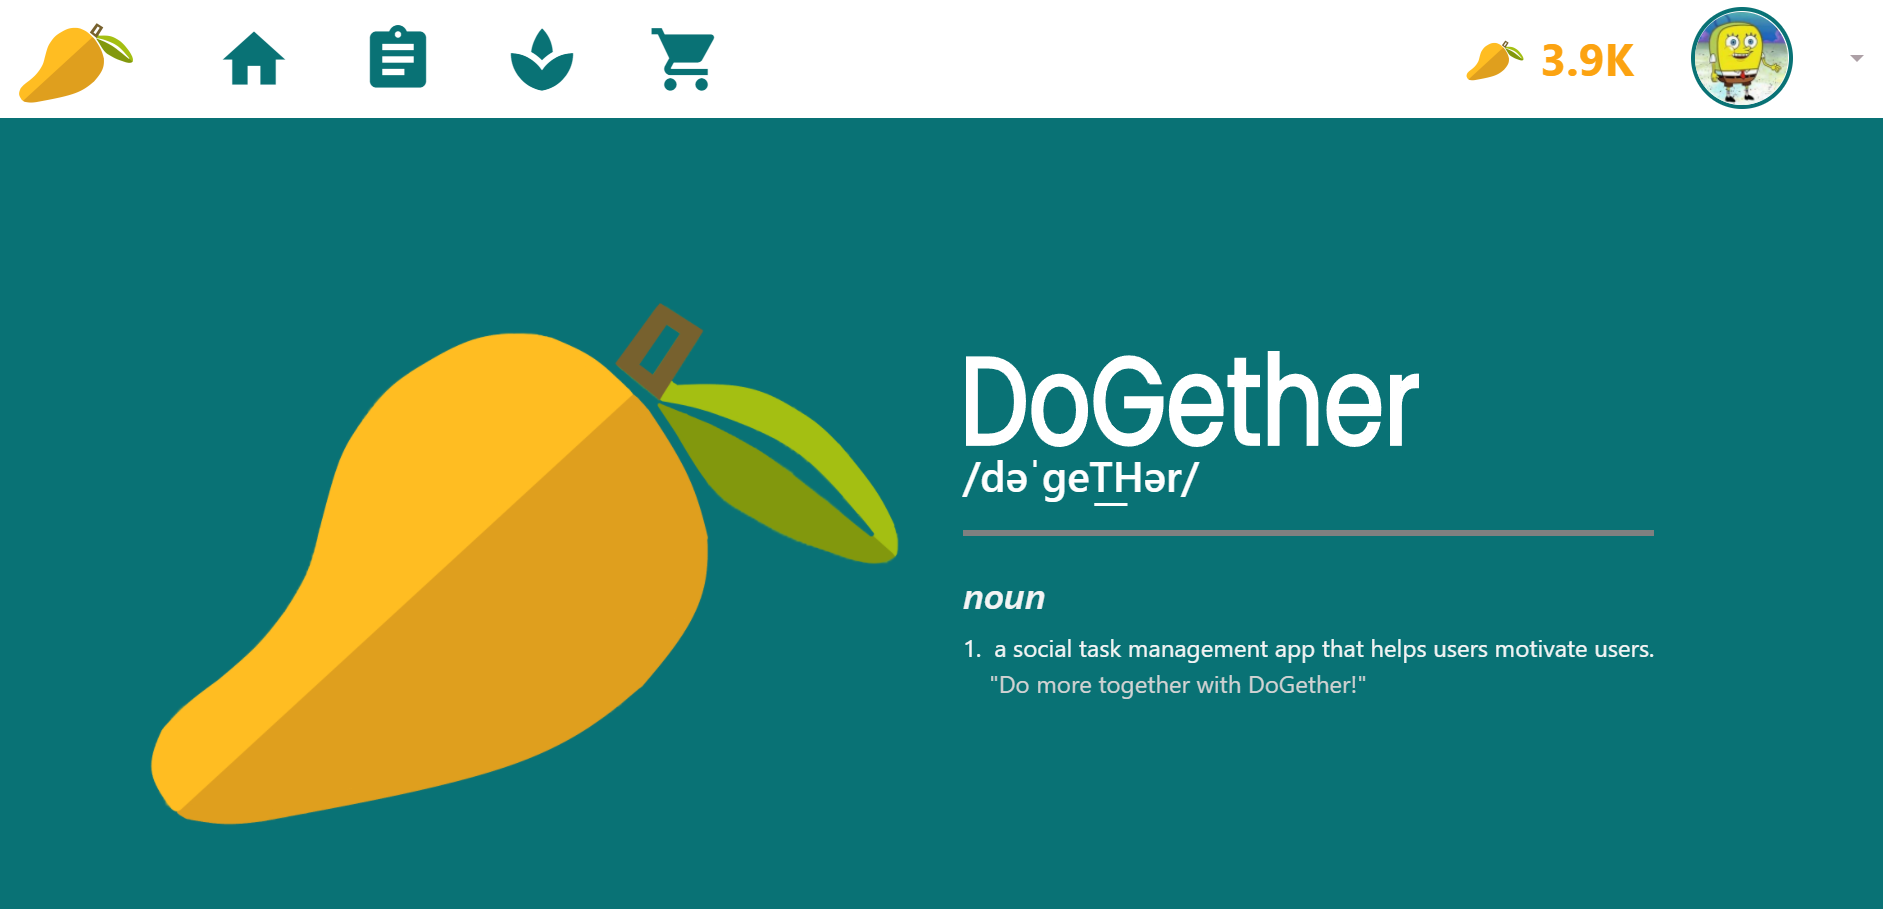 3.9K
DoGether
/dəˈgeTHər/
noun
1. a social task management app that helps users motivate users.
"Do more together with DoGether!"